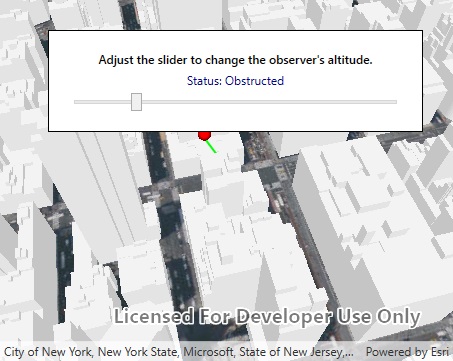 Adjust the slider to change the observer's altitude.
Status: Obstructed
Licensed For Developer Use Only
City of New York, New York State, Microsoft, State of New Jersey,... Powered by Esri